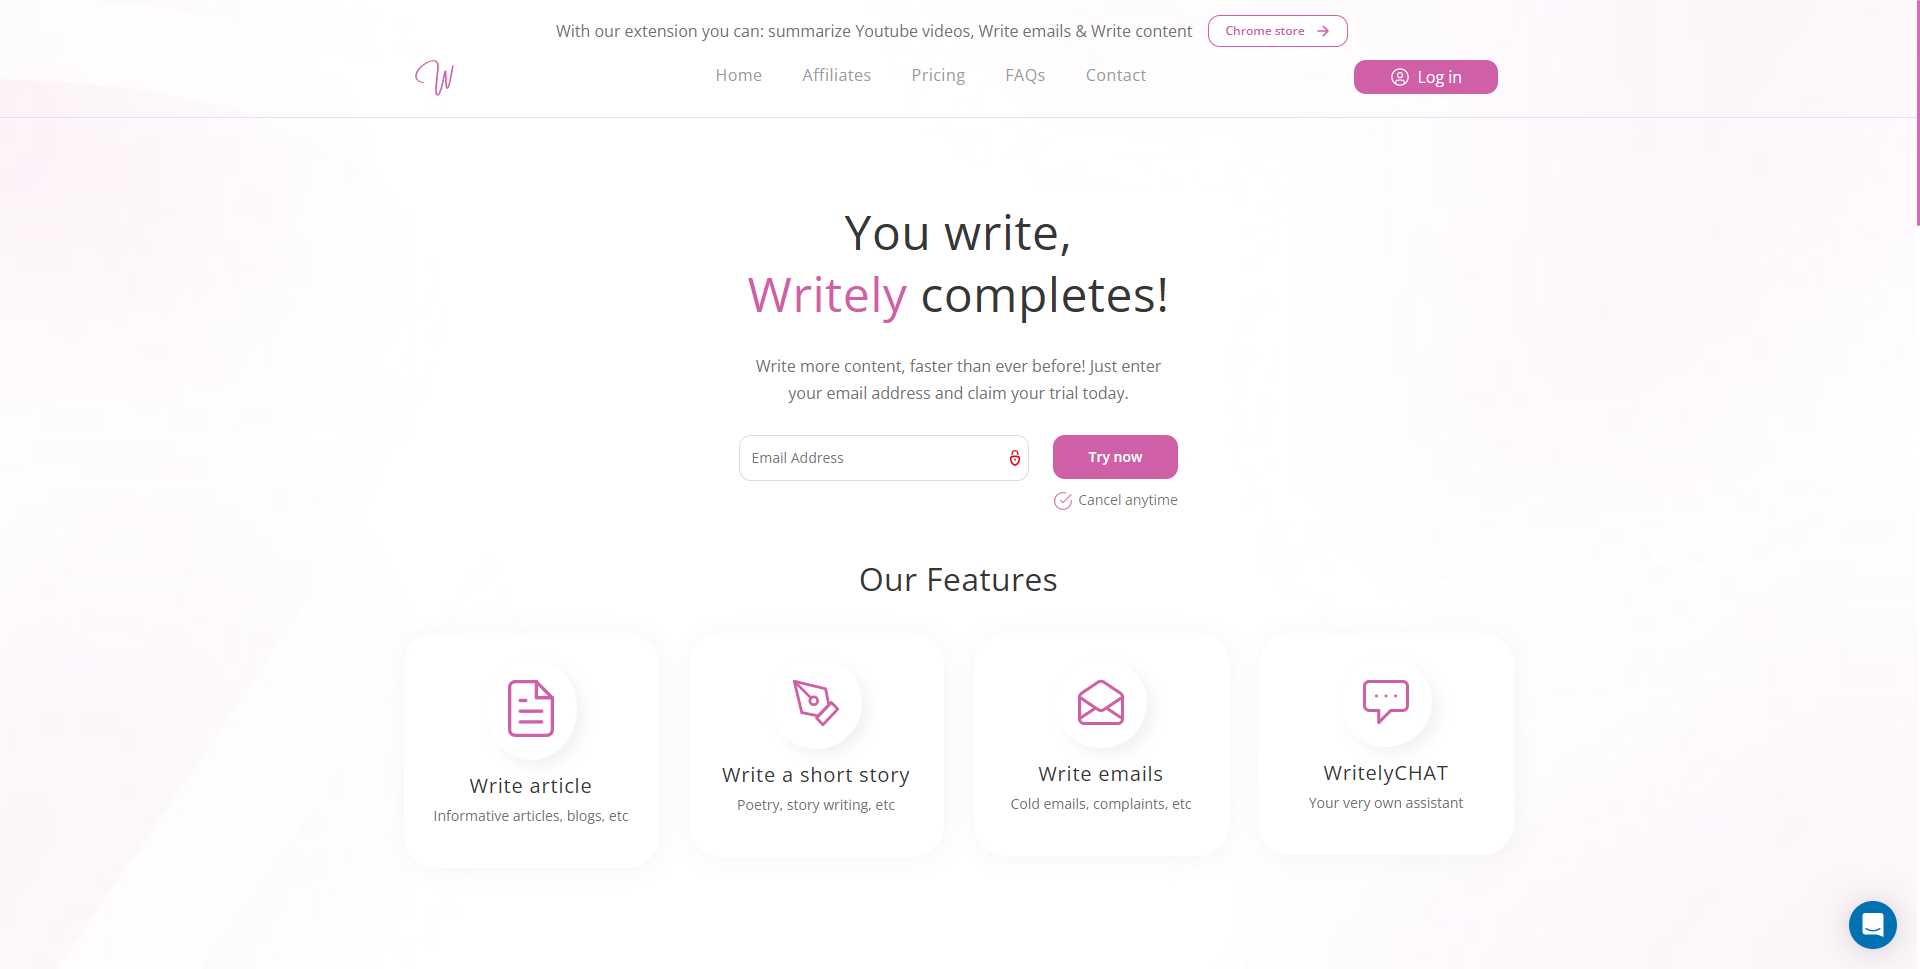 With our extension you can: summarize Youtube videos, Write emails & Write content
Chrome store
W
Home
Affiliates
Pricing
FAQs
Contact
Log in
You write,
Writely completes!
Write more content, faster than ever before! Just enter
your email address and claim your trial today.
Email Address
Try now
Cancel anytime
Our Features
Write article
Informative articles, blogs, etc
Write a short story
Poetry, story writing, etc
Write emails
Cold emails, complaints, etc
WritelyCHAT
Your very own assistant